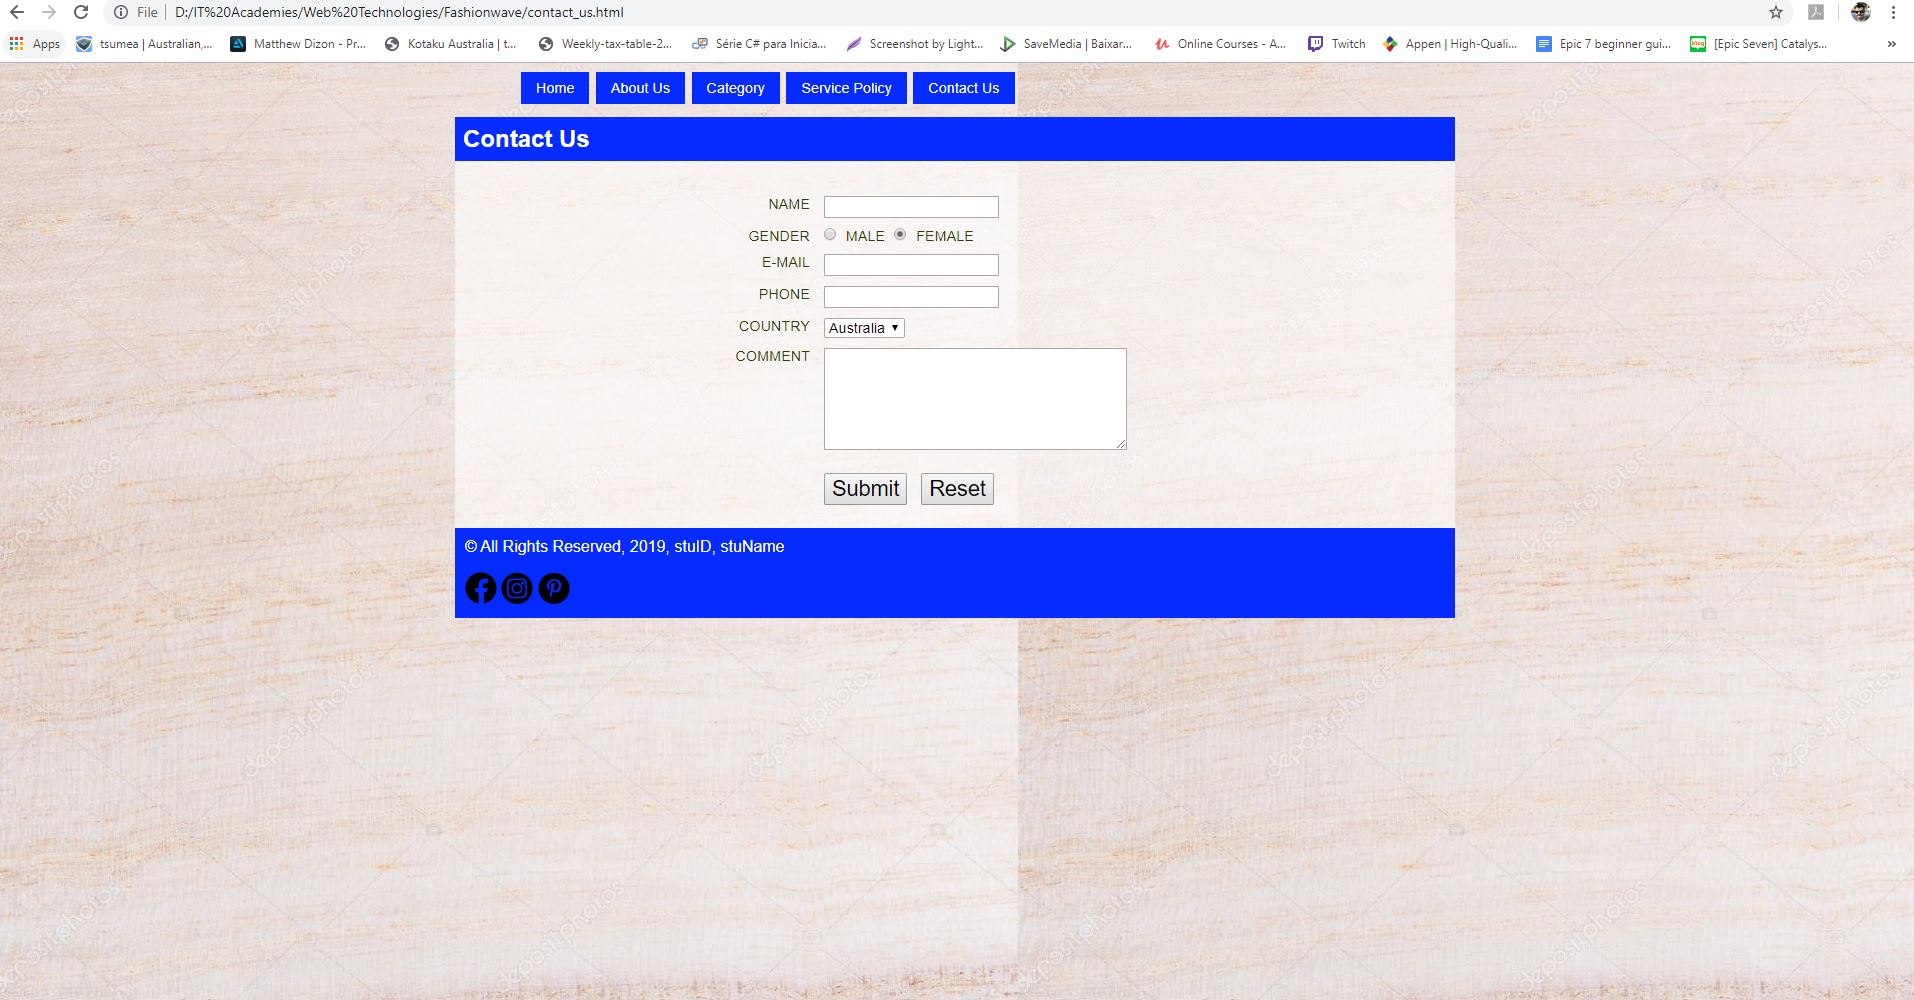 File | D:/IT%20Academies/Web%20Technologies/Fashionwave/contact_us.html
Apps tsumea | Australian,... Matthew Dizon - Pr... Kotaku Australia | t... Weekly-tax-table-2... Série C# para Inicia... Screenshot by Light... SaveMedia | Baixar... Online Courses - A... Twitch Appen | High-Quali... Epic 7 beginner gui... blog [Epic Seven] Catalys... »
Home About Us Category Service Policy Contact Us
Contact Us
NAME
GENDER MALE FEMALE
E-MAIL
PHONE
COUNTRY Australia
COMMENT
Submit Reset
© All Rights Reserved, 2019, stuID, stuName
depositphotos